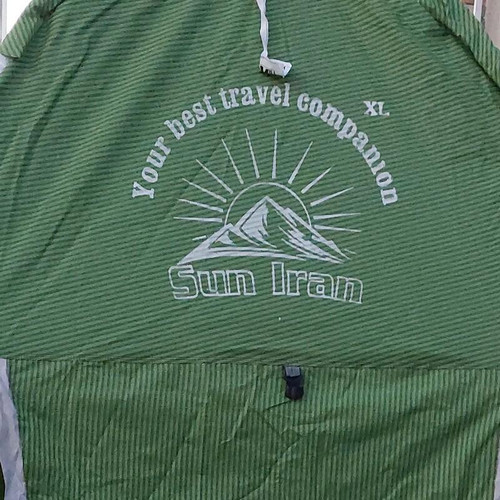 Your best travel companion
XL
Sun Iran